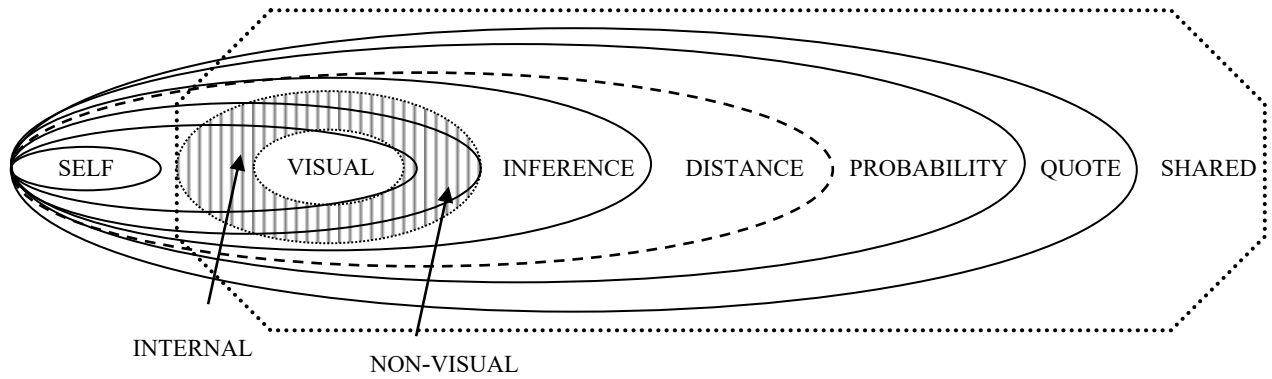 SELF VISUAL INFERENCE DISTANCE PROBABILITY QUOTE SHARED
INTERNAL
NON-VISUAL